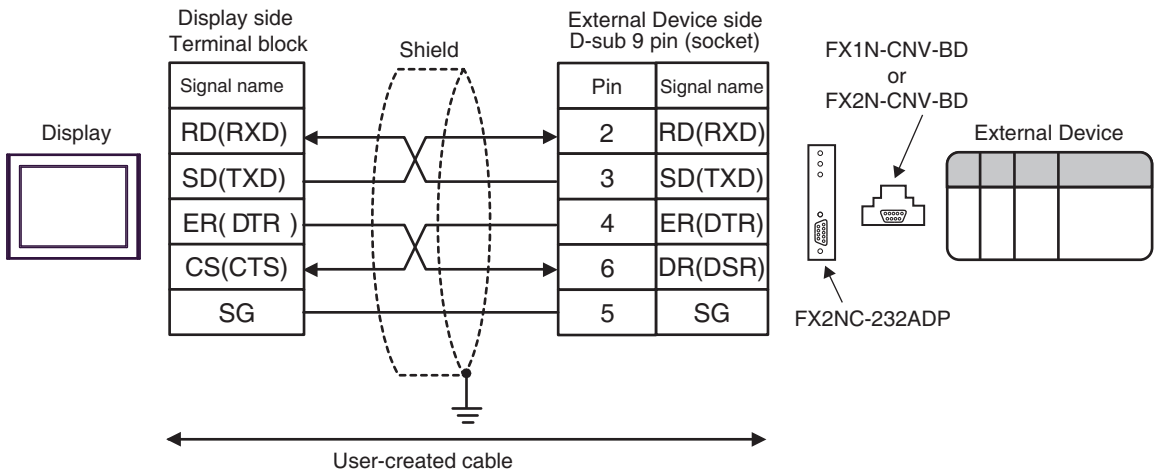 Display side
Terminal block
Shield
External Device side
D-sub 9 pin (socket)
FX1N-CNV-BD
or
FX2N-CNV-BD
Display
External Device
Signal name
Pin
Signal name
RD(RXD)
2
RD(RXD)
SD(TXD)
3
SD(TXD)
ER( DTR )
4
ER(DTR)
CS(CTS)
6
DR(DSR)
SG
5
SG
FX2NC-232ADP
User-created cable